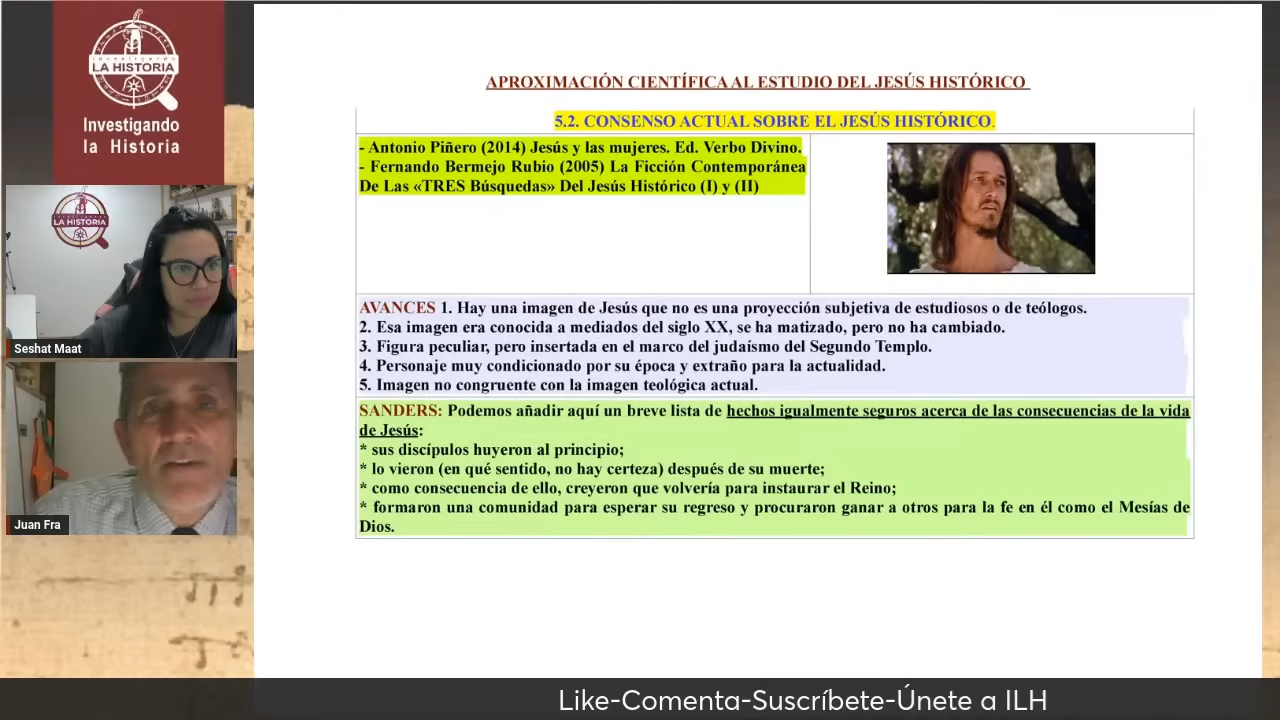 LA HISTORIA
Investigando
la Historia
LA HISTORIA
Seshat Maat
Juan Fra
APROXIMACIÓN CIENTÍFICA AL ESTUDIO DEL JESÚS HISTÓRICO
5.2. CONSENSO ACTUAL SOBRE EL JESÚS HISTÓRICO.
- Antonio Piñero (2014) Jesús y las mujeres. Ed. Verbo Divino.
- Fernando Bermejo Rubio (2005) La Ficción Contemporánea
De Las «TRES Búsquedas» Del Jesús Histórico (I) y (II)
AVANCES 1. Hay una imagen de Jesús que no es una proyección subjetiva de estudiosos o de teólogos.
2. Esa imagen era conocida a mediados del siglo XX, se ha matizado, pero no ha cambiado.
3. Figura peculiar, pero insertada en el marco del judaísmo del Segundo Templo.
4. Personaje muy condicionado por su época y extraño para la actualidad.
5. Imagen no congruente con la imagen teológica actual.
SANDERS: Podemos añadir aquí un breve lista de hechos igualmente seguros acerca de las consecuencias de la vida
de Jesús:
* sus discípulos huyeron al principio;
* lo vieron (en qué sentido, no hay certeza) después de su muerte;
* como consecuencia de ello, creyeron que volvería para instaurar el Reino;
* formaron una comunidad para esperar su regreso y procuraron ganar a otros para la fe en él como el Mesías de
Dios.
Like-Comenta-Suscríbete-Únete a ILH